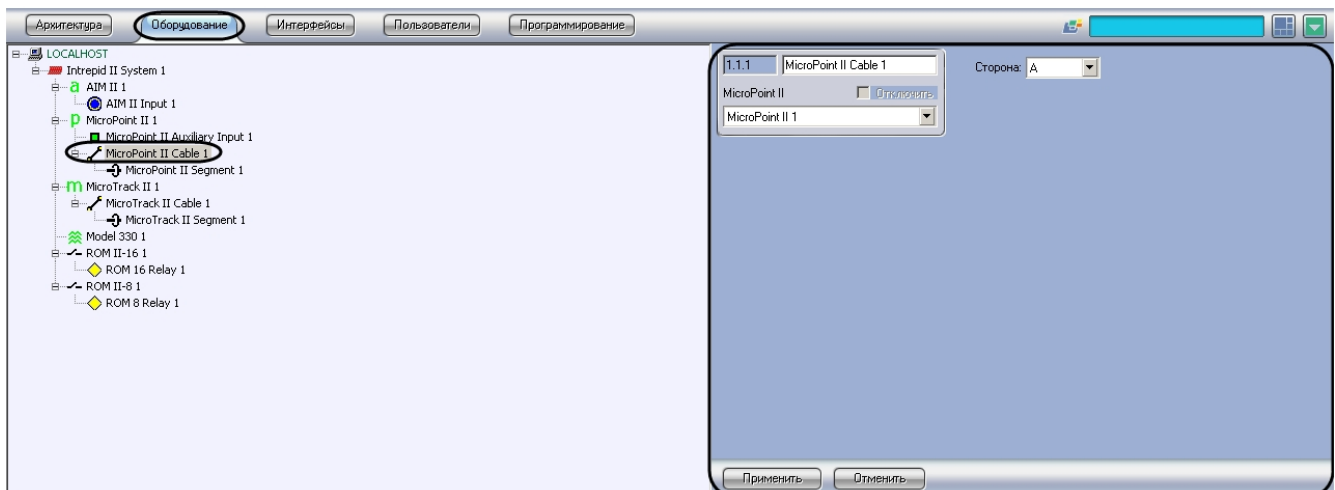 Архитектура Оборудование Интерфейсы Пользователи Программирование
LOCALHOST
Intrepid II System 1
a AIM II 1
AIM II Input 1
p MicroPoint II 1
MicroPoint II Auxiliary Input 1
MicroPoint II Cable 1
MicroPoint II Segment 1
m MicroTrack II 1
MicroTrack II Cable 1
MicroTrack II Segment 1
Model 330 1
ROM II-16 1
ROM 16 Relay 1
ROM II-8 1
ROM 8 Relay 1
1.1.1 MicroPoint II Cable 1 Сторона: A
MicroPoint II Отключить
MicroPoint II 1
Применить Отменить